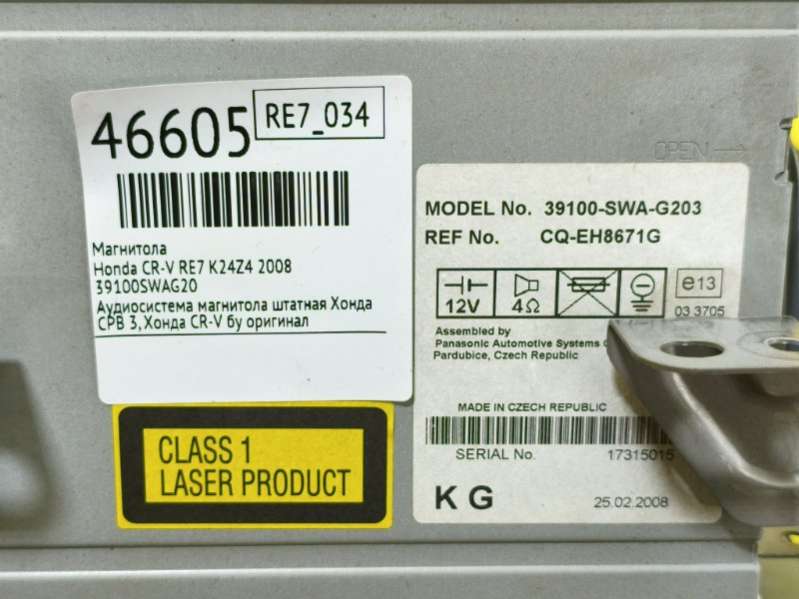 46605
RE7_034
Магнитола
Honda CR-V RE7 K24Z4 2008
39100SWAG20
Аудиосистема магнитола штатная Хонда
СРВ 3, Хонда CR-V бу оригинал
CLASS 1
LASER PRODUCT
OPEN
MODEL No. 39100-SWA-G203
REF No. CQ-EH8671G
12V
4Ω
e13
03 3705
Assembled by
Panasonic Automotive Systems
Pardubice, Czech Republic
MADE IN CZECH REPUBLIC
SERIAL No. 17315015
KG
25.02.2008